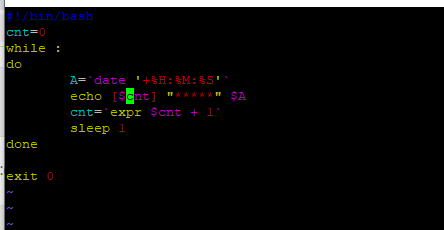 #!/bin/bash
cnt=0
while :
do
        A=`date '+%H:%M:%S'`
        echo [$cnt] "*****" $A
        cnt=`expr $cnt + 1`
        sleep 1
done

exit 0
~
~
~